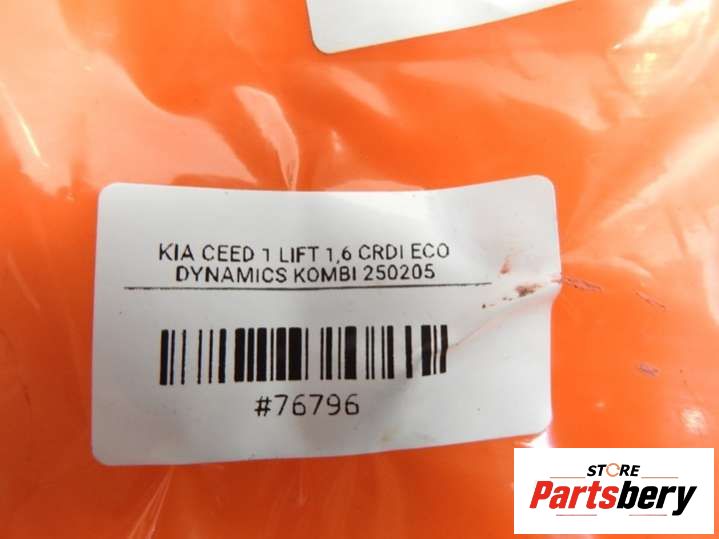 KIA CEED 1 LIFT 1,6 CRDI ECO
DYNAMICS KOMBI 250205
#76796
STORE
Partsbery